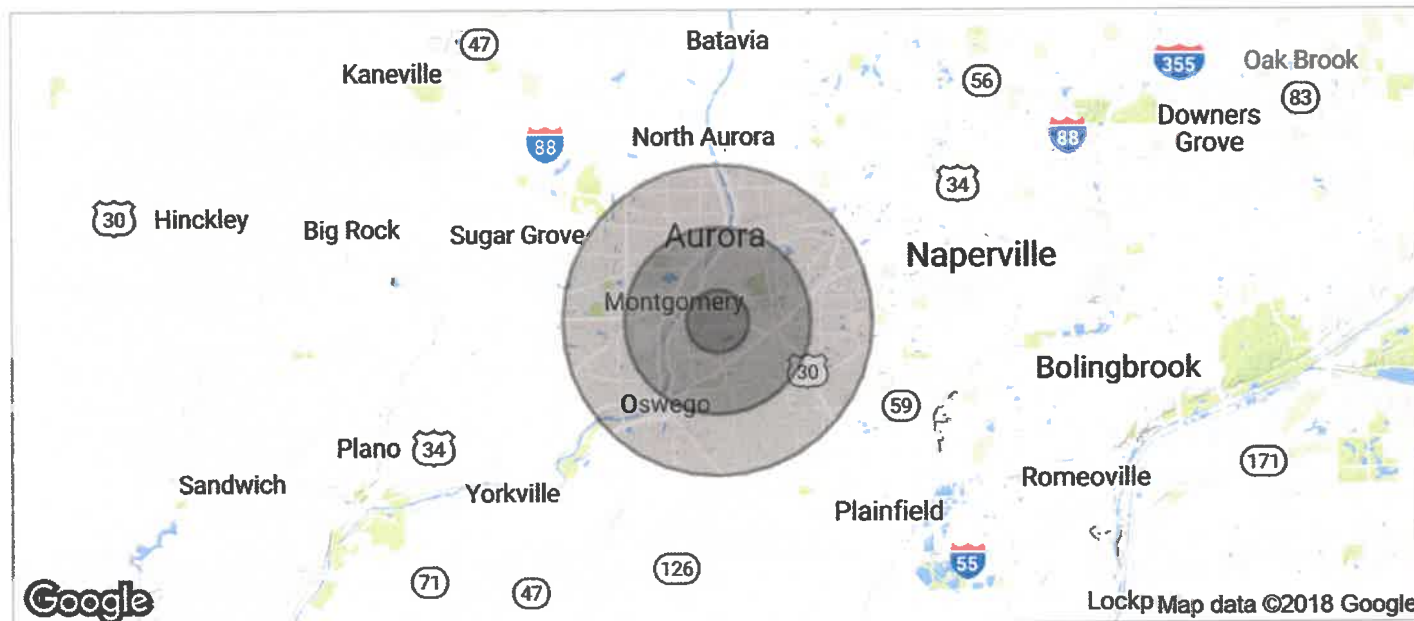 47
Batavia
Kaneville
56
355
Oak Brook
83
Downers
Grove
North Aurora
88
88
34
30
Hinckley
Big Rock
Sugar Grove
Aurora
Naperville
Montgomery
30
Bolingbrook
Oswego
59
Plano
34
171
Sandwich
Yorkville
Romeoville
Plainfield
55
126
71
47
Google
Lockp
Map data ©2018 Google